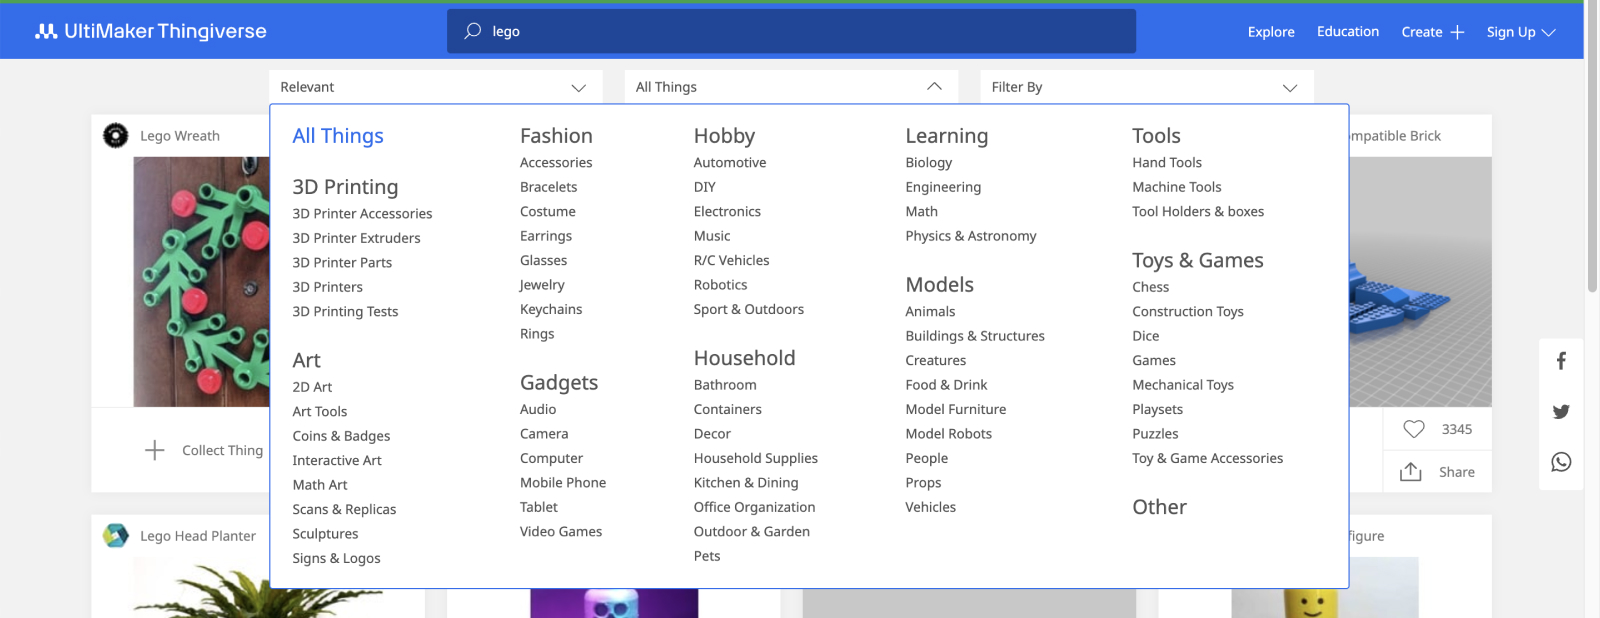 UltiMaker Thingiverse
lego
Explore
Education
Create
Sign Up
Relevant
All Things
Filter By
Lego Wreath
Collect Thing
Lego Head Planter
All Things
3D Printing
3D Printer Accessories
3D Printer Extruders
3D Printer Parts
3D Printers
3D Printing Tests
Art
2D Art
Art Tools
Coins & Badges
Interactive Art
Math Art
Scans & Replicas
Sculptures
Signs & Logos
Fashion
Accessories
Bracelets
Costume
Earrings
Glasses
Jewelry
Keychains
Rings
Gadgets
Audio
Camera
Computer
Mobile Phone
Tablet
Video Games
Hobby
Automotive
DIY
Electronics
Music
R/C Vehicles
Robotics
Sport & Outdoors
Household
Bathroom
Containers
Decor
Household Supplies
Kitchen & Dining
Office Organization
Outdoor & Garden
Pets
Learning
Biology
Engineering
Math
Physics & Astronomy
Models
Animals
Buildings & Structures
Creatures
Food & Drink
Model Furniture
Model Robots
People
Props
Vehicles
Tools
Hand Tools
Machine Tools
Tool Holders & boxes
Toys & Games
Chess
Construction Toys
Dice
Games
Mechanical Toys
Playsets
Puzzles
Toy & Game Accessories
Other
mpatible Brick
3345
Share
igure